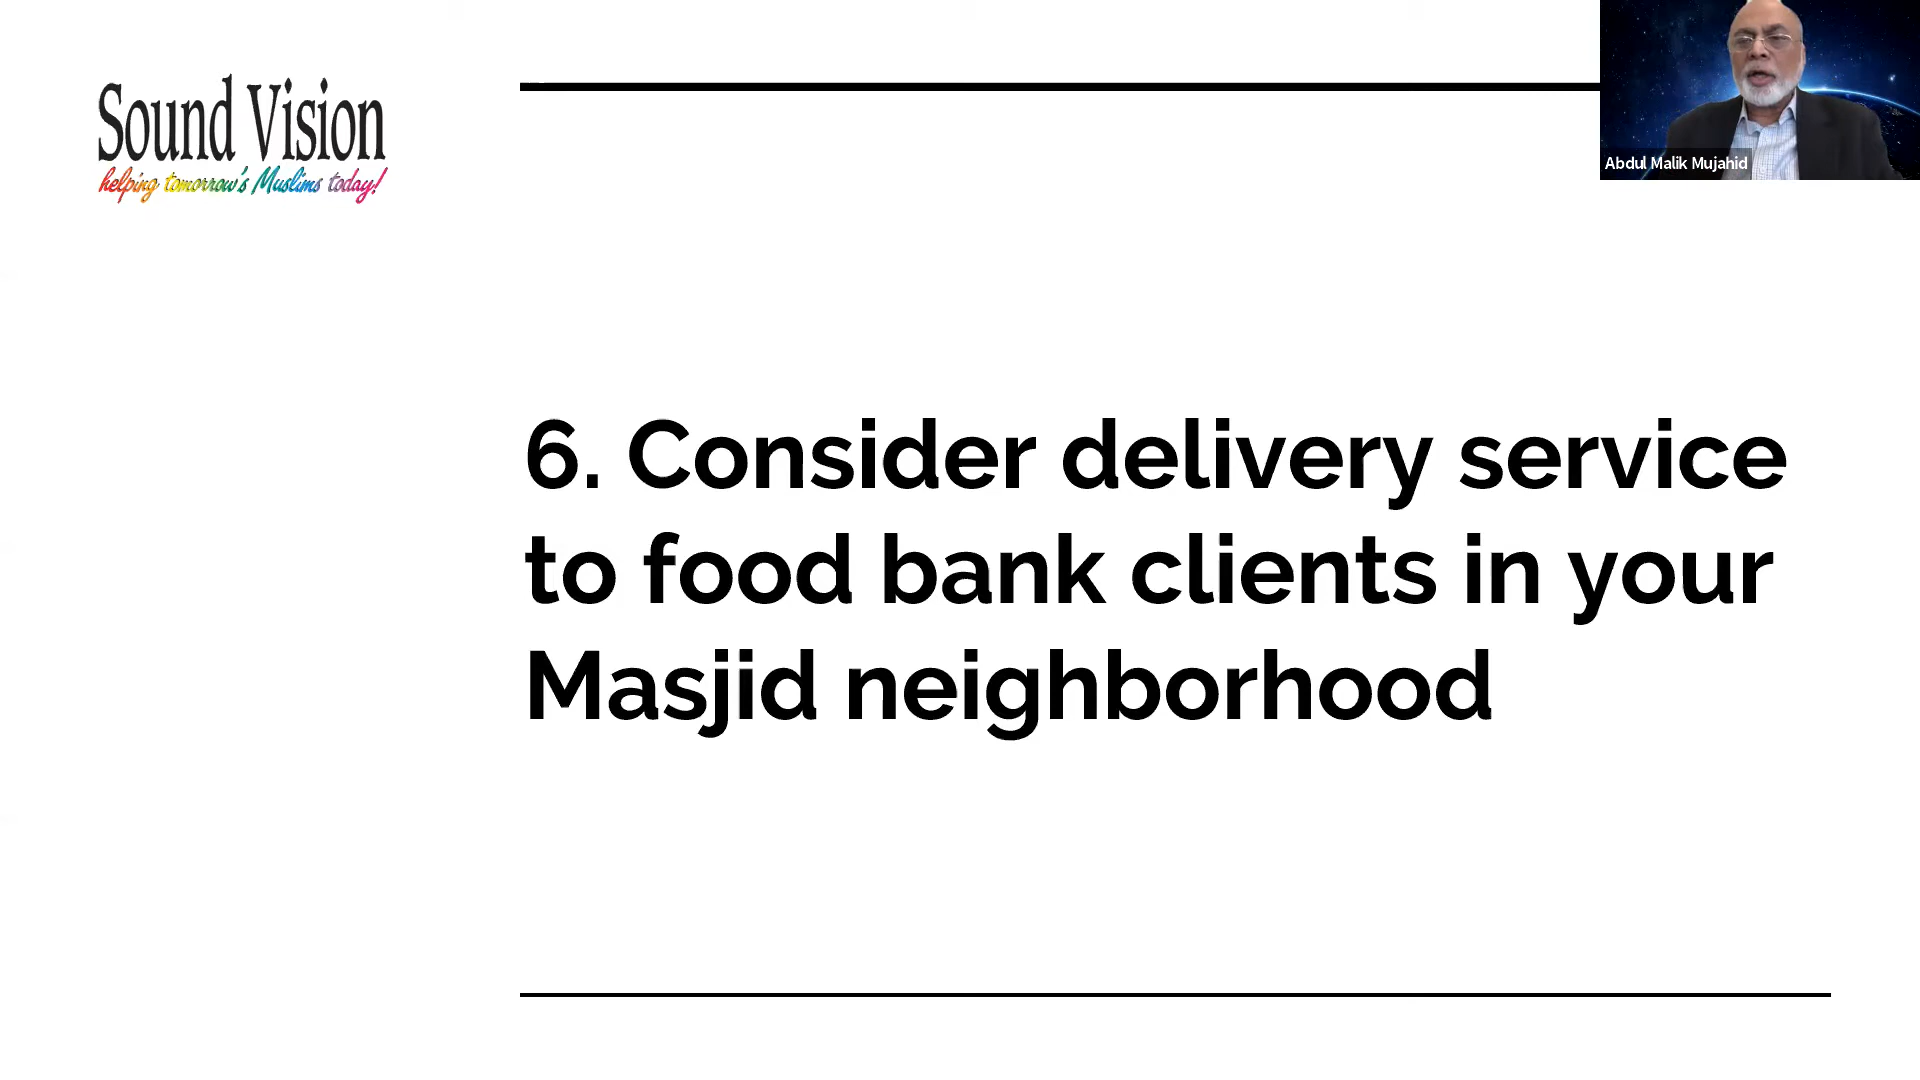 Sound Vision
helping tomorrow's Muslims today!
Abdul Malik Mujahid
6. Consider delivery service
to food bank clients in your
Masjid neighborhood